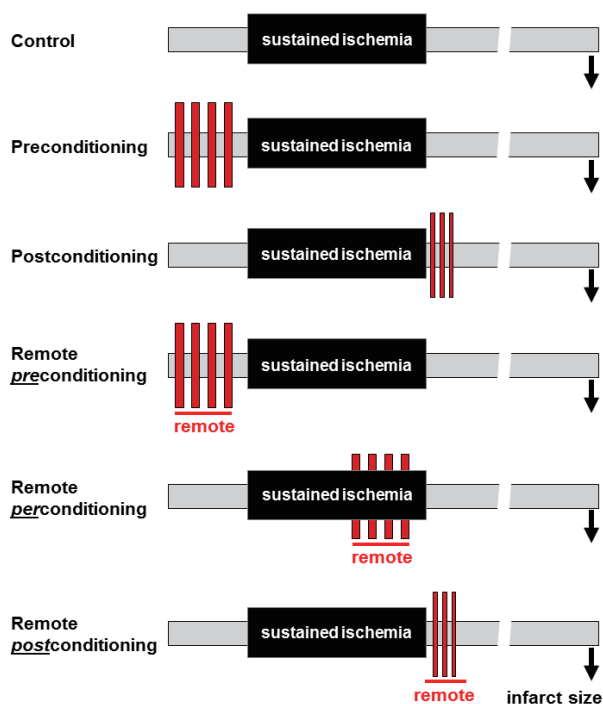 Control
sustained ischemia
Preconditioning
sustained ischemia
Postconditioning
sustained ischemia
Remote
preconditioning
sustained ischemia
remote
Remote
perconditioning
sustained ischemia
remote
Remote
postconditioning
sustained ischemia
remote
infarct size